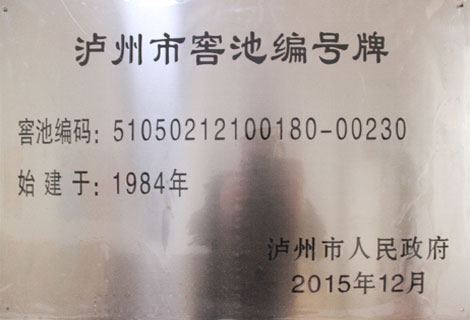 泸州市窖池编号牌
窖池编码: 51050212100180-00230
始建于: 1984年
泸州市人民政府
2015年12月